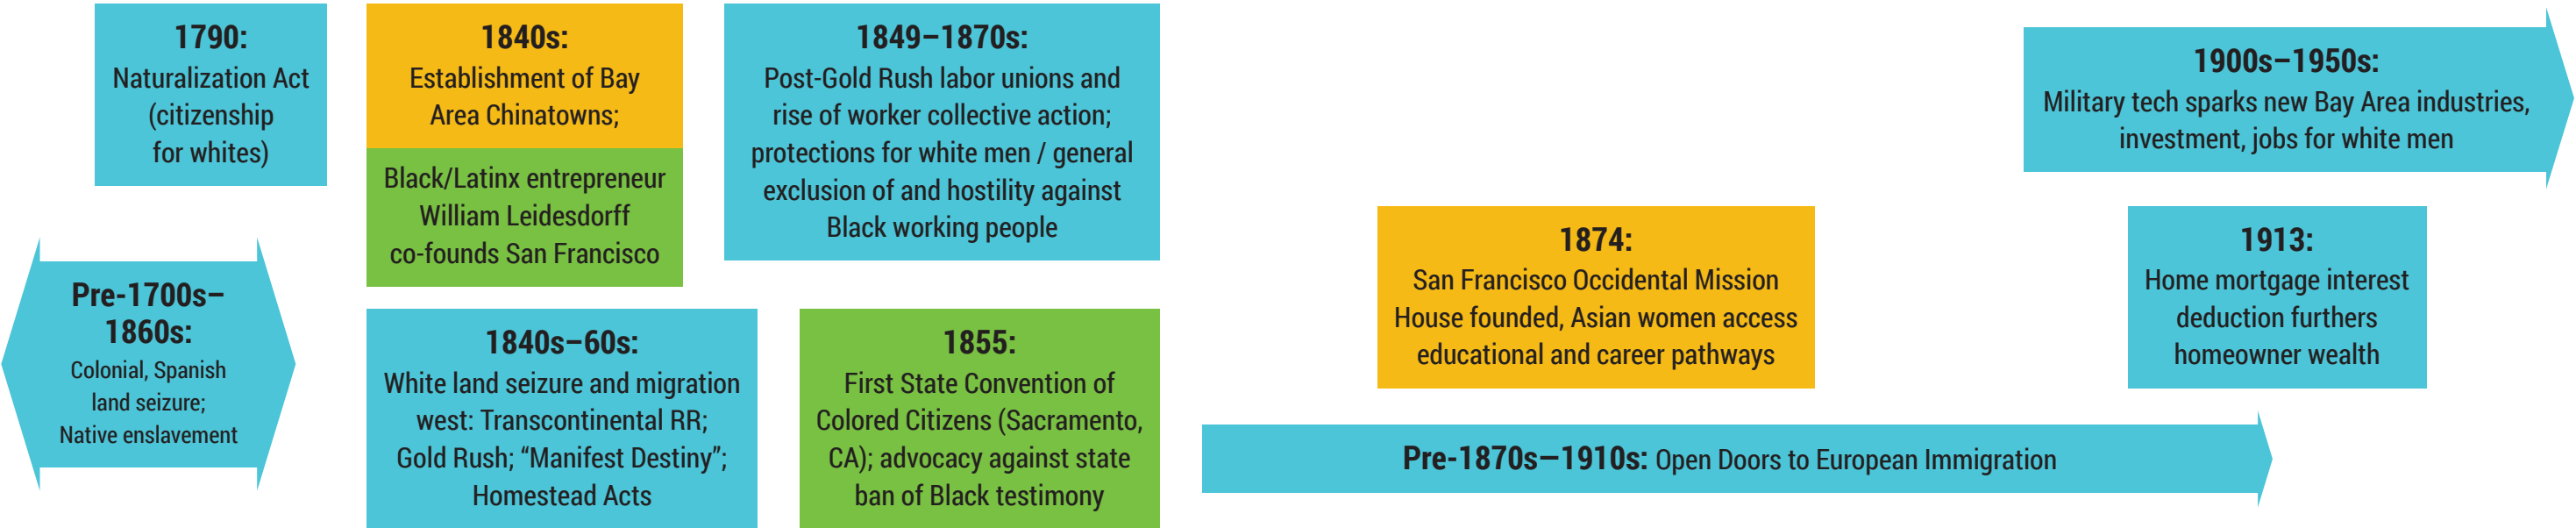 1790:
Naturalization Act
(citizenship
for whites)
Pre-1700s–
1860s:
Colonial, Spanish
land seizure;
Native enslavement
1840s:
Establishment of Bay
Area Chinatowns;
Black/Latinx entrepreneur
William Leidesdorff
co-founds San Francisco
1840s–60s:
White land seizure and migration
west: Transcontinental RR;
Gold Rush; “Manifest Destiny”;
Homestead Acts
1849–1870s:
Post-Gold Rush labor unions and
rise of worker collective action;
protections for white men / general
exclusion of and hostility against
Black working people
1855:
First State Convention of
Colored Citizens (Sacramento,
CA); advocacy against state
ban of Black testimony
1874:
San Francisco Occidental Mission
House founded, Asian women access
educational and career pathways
Pre-1870s–1910s: Open Doors to European Immigration
1900s–1950s:
Military tech sparks new Bay Area industries,
investment, jobs for white men
1913:
Home mortgage interest
deduction furthers
homeowner wealth